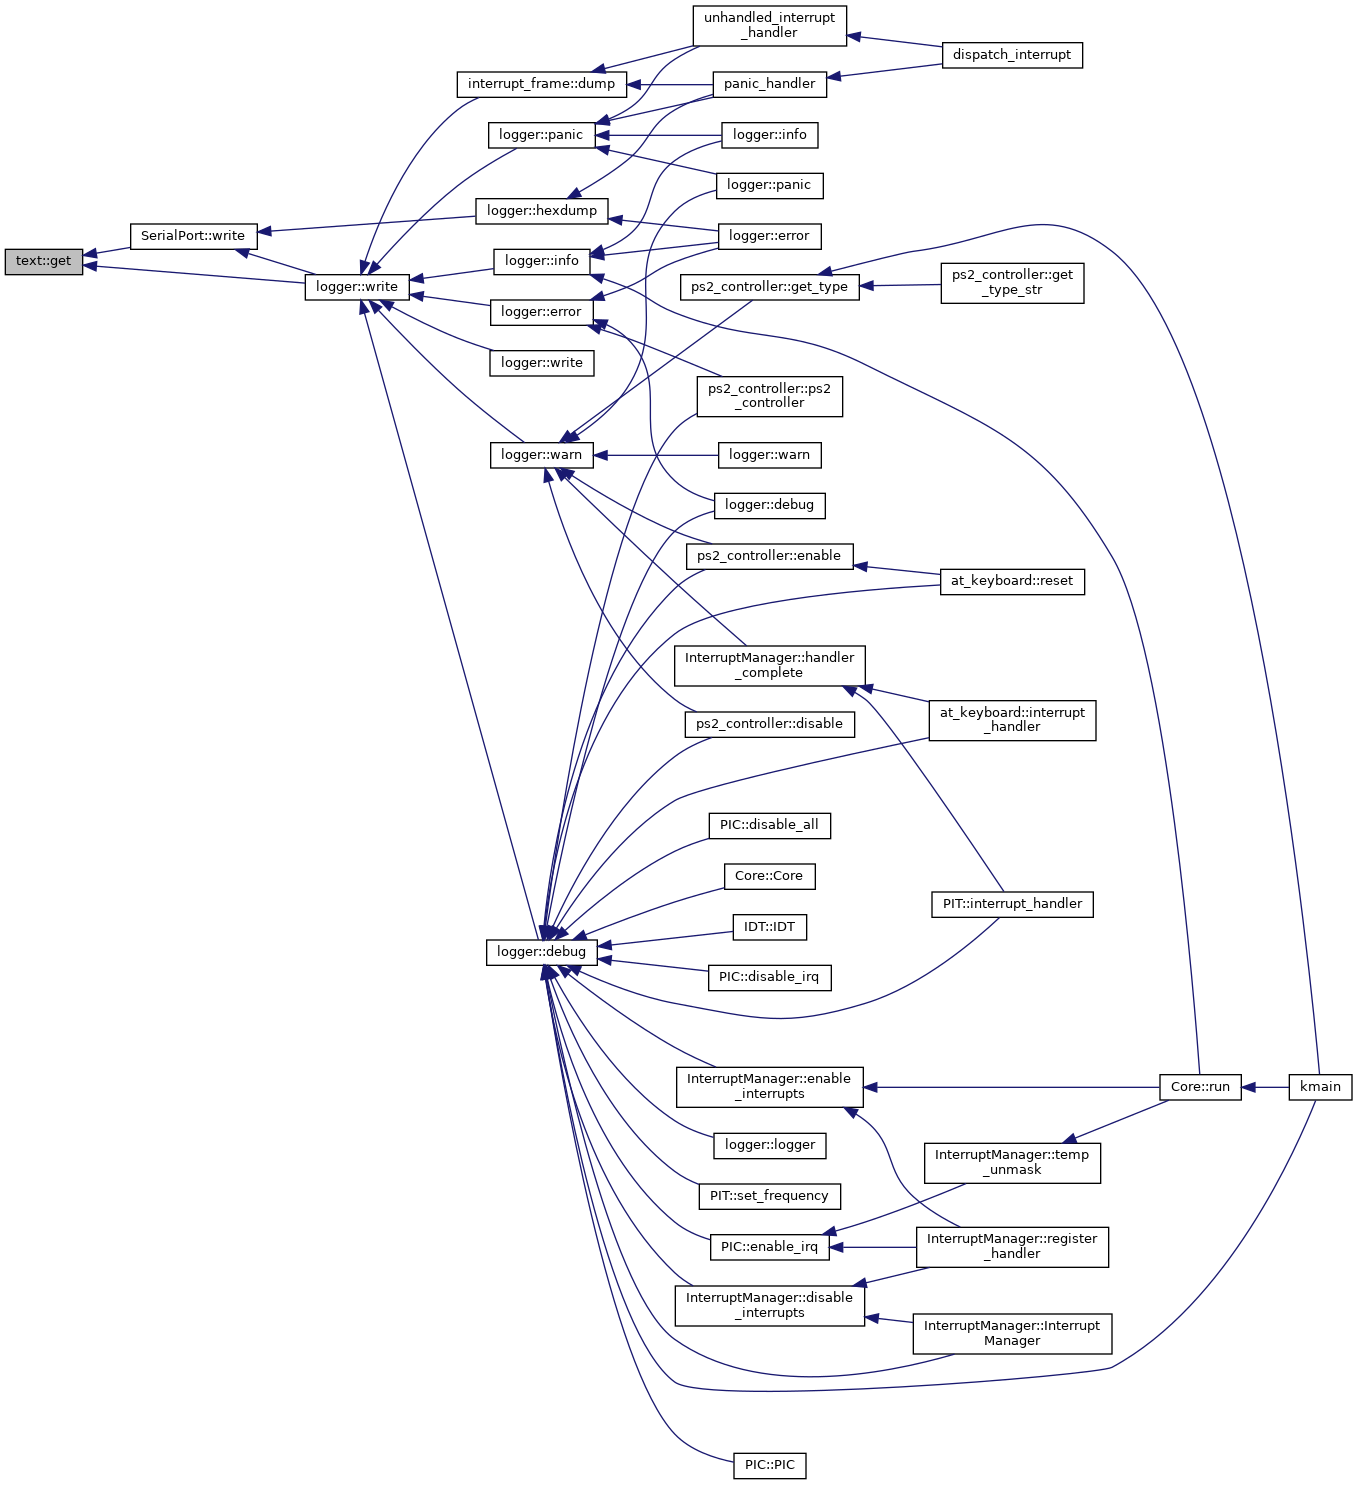 unhandled_interrupt
_handler
dispatch_interrupt
interrupt_frame::dump
panic_handler
logger::panic
logger::info
logger::panic
logger::hexdump
SerialPort::write
logger::error
text::get
logger::info
ps2_controller::get
_type_str
logger::write
ps2_controller::get_type
logger::error
logger::write
ps2_controller::ps2
_controller
logger::warn
logger::warn
logger::debug
ps2_controller::enable
at_keyboard::reset
InterruptManager::handler
_complete
ps2_controller::disable
at_keyboard::interrupt
_handler
PIC::disable_all
Core::Core
PIT::interrupt_handler
IDT::IDT
logger::debug
PIC::disable_irq
InterruptManager::enable
_interrupts
Core::run
kmain
logger::logger
InterruptManager::temp
_unmask
PIT::set_frequency
PIC::enable_irq
InterruptManager::register
_handler
InterruptManager::disable
_interrupts
InterruptManager::Interrupt
Manager
PIC::PIC